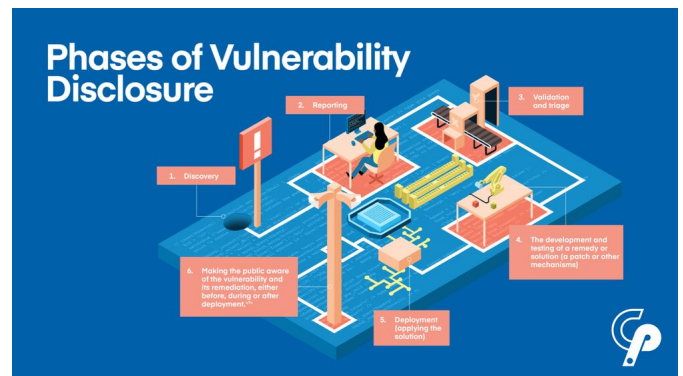 Phases of Vulnerability
Disclosure
1. Discovery
2. Reporting
3. Validation
and triage
4. The development and
testing of a remedy or
solution (a patch or other
mechanisms)
5. Deployment
(applying the
solution)
6. Making the public aware
of the vulnerability and
its remediation, either
before, during or after
deployment.